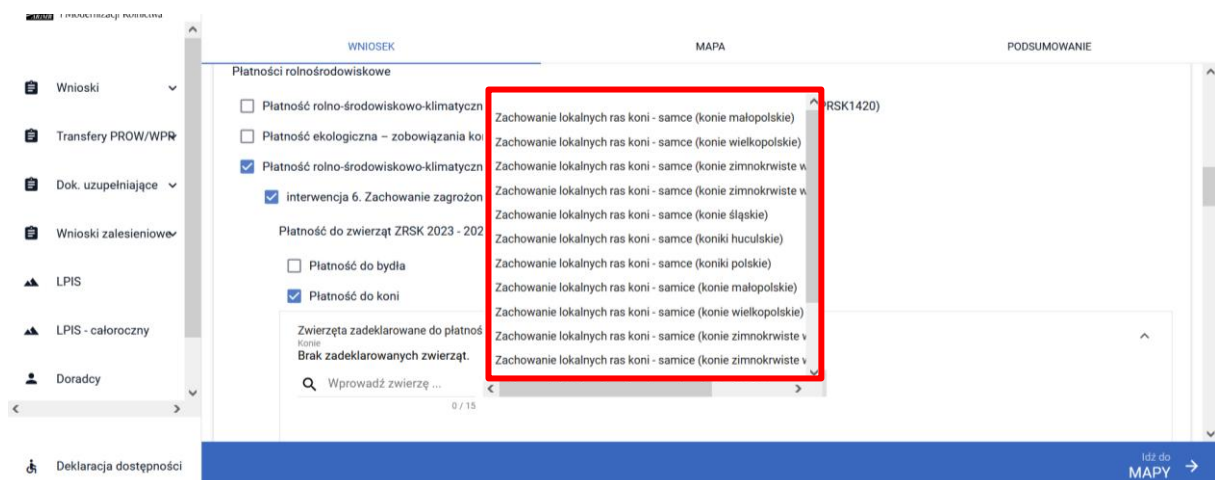 i Modernizacji Rolnictwa
WNIOSEK
MAPA
PODSUMOWANIE
Wnioski
Transfery PROW/WPR
Dok. uzupełniające
Wnioski zalesieniowe
LPIS
LPIS - całoroczny
Doradcy
Deklaracja dostępności
Płatności rolnośrodowiskowe
Płatność rolno-środowiskowo-klimatyczn
PRSK1420)
Płatność ekologiczna – zobowiązania
Płatność rolno-środowiskowo-klimatyczn
interwencja 6. Zachowanie zagrożon
Płatność do zwierząt ZRSK 2023 - 202
Płatność do bydła
Płatność do koni
Zwierzęta zadeklarowane do płatnoś
Konie
Brak zadeklarowanych zwierząt.
Wprowadź zwierzę ...
0 / 15
Zachowanie lokalnych ras koni - samce (konie małopolskie)
Zachowanie lokalnych ras koni - samce (konie wielkopolskie)
Zachowanie lokalnych ras koni - samce (konie zimnokrwiste w
Zachowanie lokalnych ras koni - samce (konie zimnokrwiste w
Zachowanie lokalnych ras koni - samce (konie śląskie)
Zachowanie lokalnych ras koni - samce (koniki huculskie)
Zachowanie lokalnych ras koni - samce (koniki polskie)
Zachowanie lokalnych ras koni - samice (konie małopolskie)
Zachowanie lokalnych ras koni - samice (konie wielkopolskie)
Zachowanie lokalnych ras koni - samice (konie zimnokrwiste w
Zachowanie lokalnych ras koni - samice (konie zimnokrwiste w
Idź do
MAPY